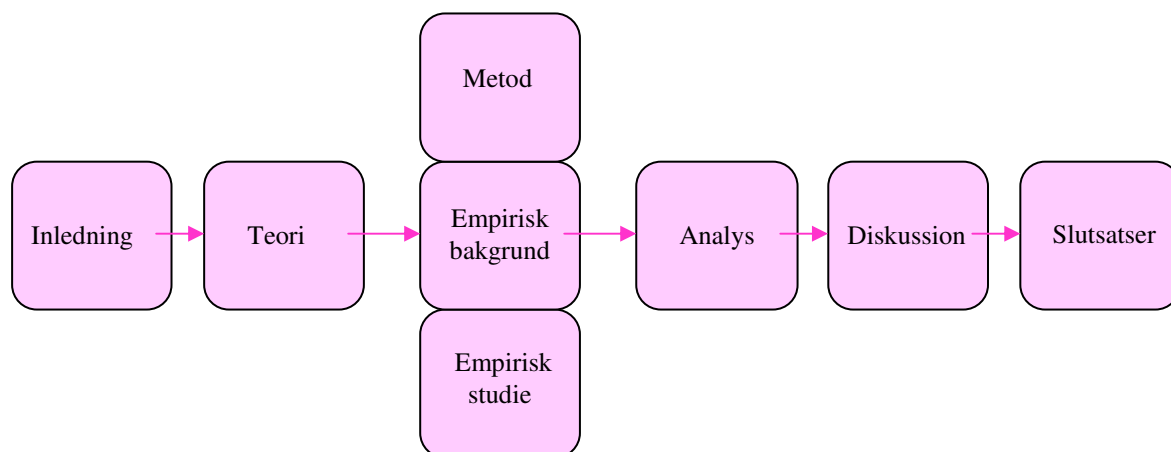 Metod
Inledning
Teori
Empirisk
bakgrund
Analys
Diskussion
Slutsatser
Empirisk
studie